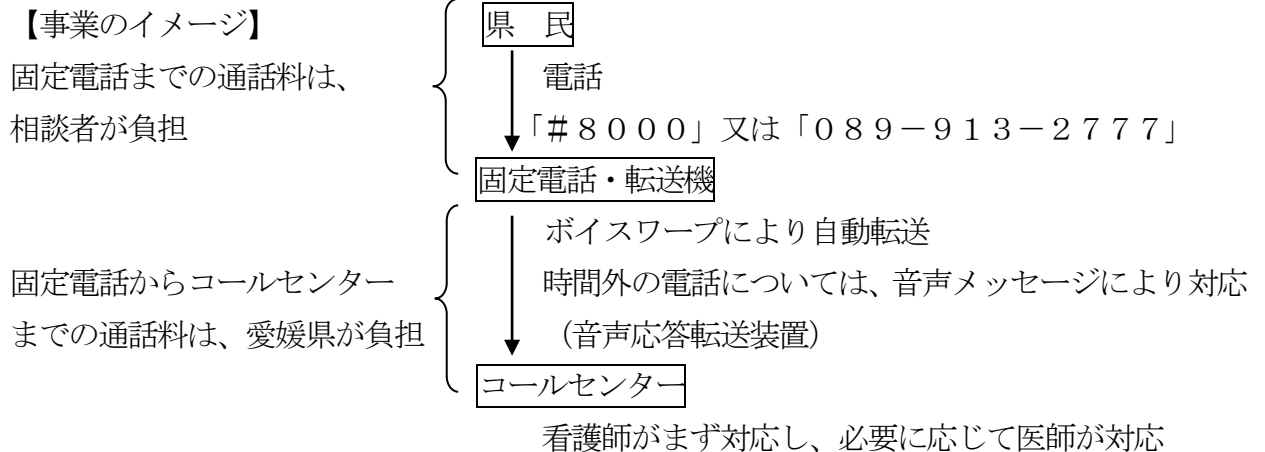 【事業のイメージ】 県　民
固定電話までの通話料は、 電話
相談者が負担 「＃８０００」又は「０８９－９１３－２７７７」
固定電話・転送機
ボイスワープにより自動転送
固定電話からコールセンター 時間外の電話については、音声メッセージにより対応
までの通話料は、愛媛県が負担 （音声応答転送装置）
コールセンター
看護師がまず対応し、必要に応じて医師が対応